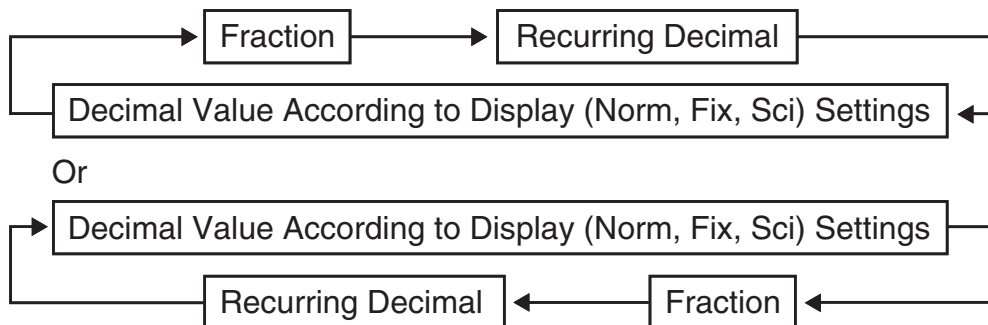 Fraction Recurring Decimal
Decimal Value According to Display (Norm, Fix, Sci) Settings
Or
Decimal Value According to Display (Norm, Fix, Sci) Settings
Recurring Decimal Fraction